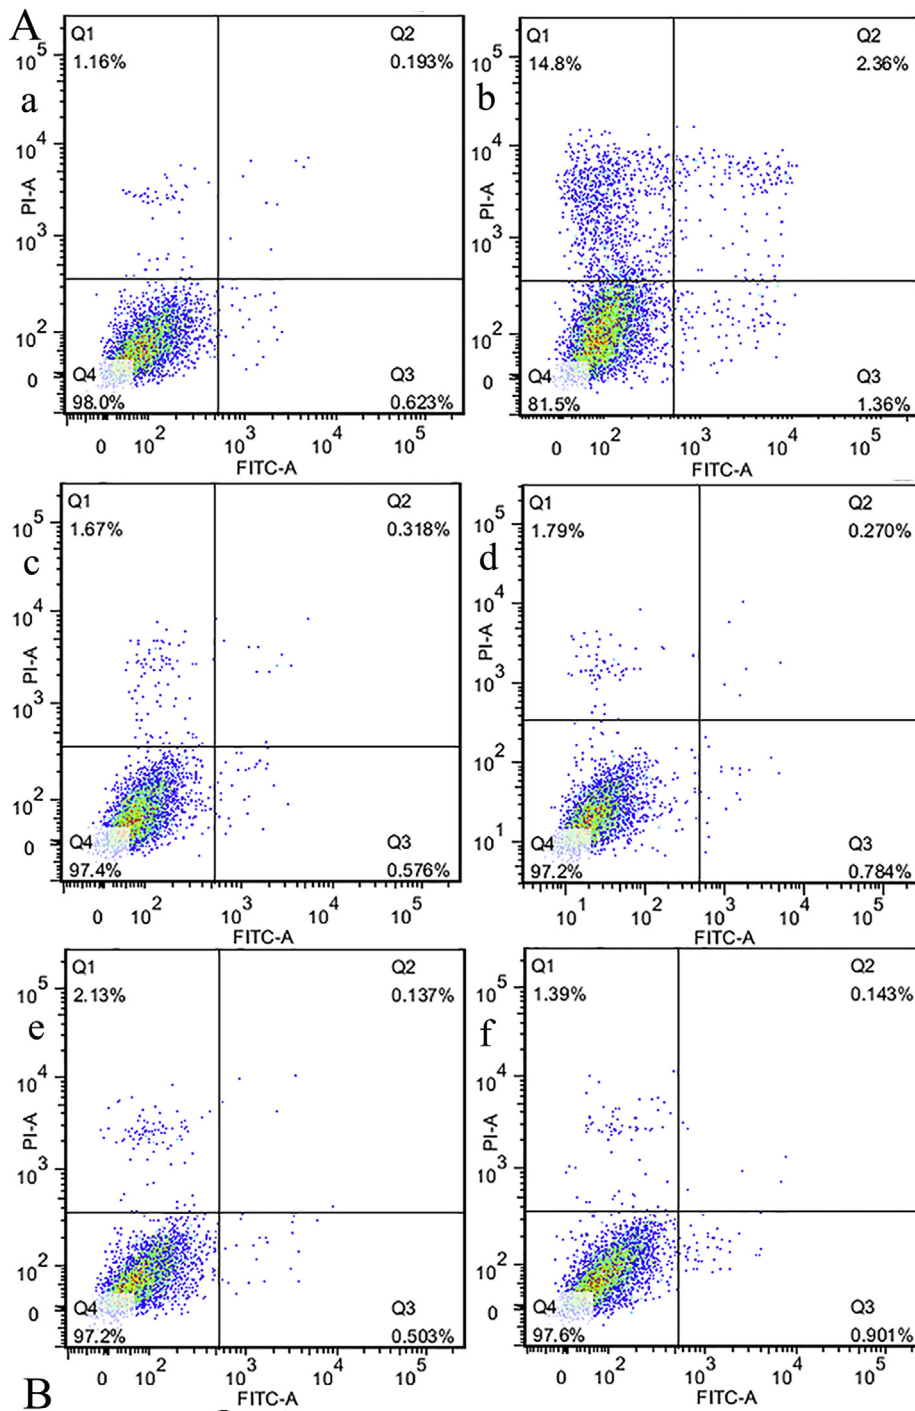 A
a
Q1 Q2
1.16% 0.193%
10^5
10^4
10^3
10^2
0
PI-A
Q4 Q3
98.0% 0.623%
0 10^2 10^3 10^4 10^5
FITC-A
b
Q1 Q2
14.8% 2.36%
10^5
10^4
10^3
10^2
0
PI-A
Q4 Q3
81.5% 1.36%
0 10^2 10^3 10^4 10^5
FITC-A
c
Q1 Q2
1.67% 0.318%
10^5
10^4
10^3
10^2
0
PI-A
Q4 Q3
97.4% 0.576%
0 10^2 10^3 10^4 10^5
FITC-A
d
Q1 Q2
1.79% 0.270%
10^5
10^4
10^3
10^2
10^1
PI-A
Q4 Q3
97.2% 0.784%
10^1 10^2 10^3 10^4 10^5
FITC-A
e
Q1 Q2
2.13% 0.137%
10^5
10^4
10^3
10^2
0
PI-A
Q4 Q3
97.2% 0.503%
0 10^2 10^3 10^4 10^5
FITC-A
f
Q1 Q2
1.39% 0.143%
10^5
10^4
10^3
10^2
0
PI-A
Q4 Q3
97.6% 0.901%
0 10^2 10^3 10^4 10^5
FITC-A
B